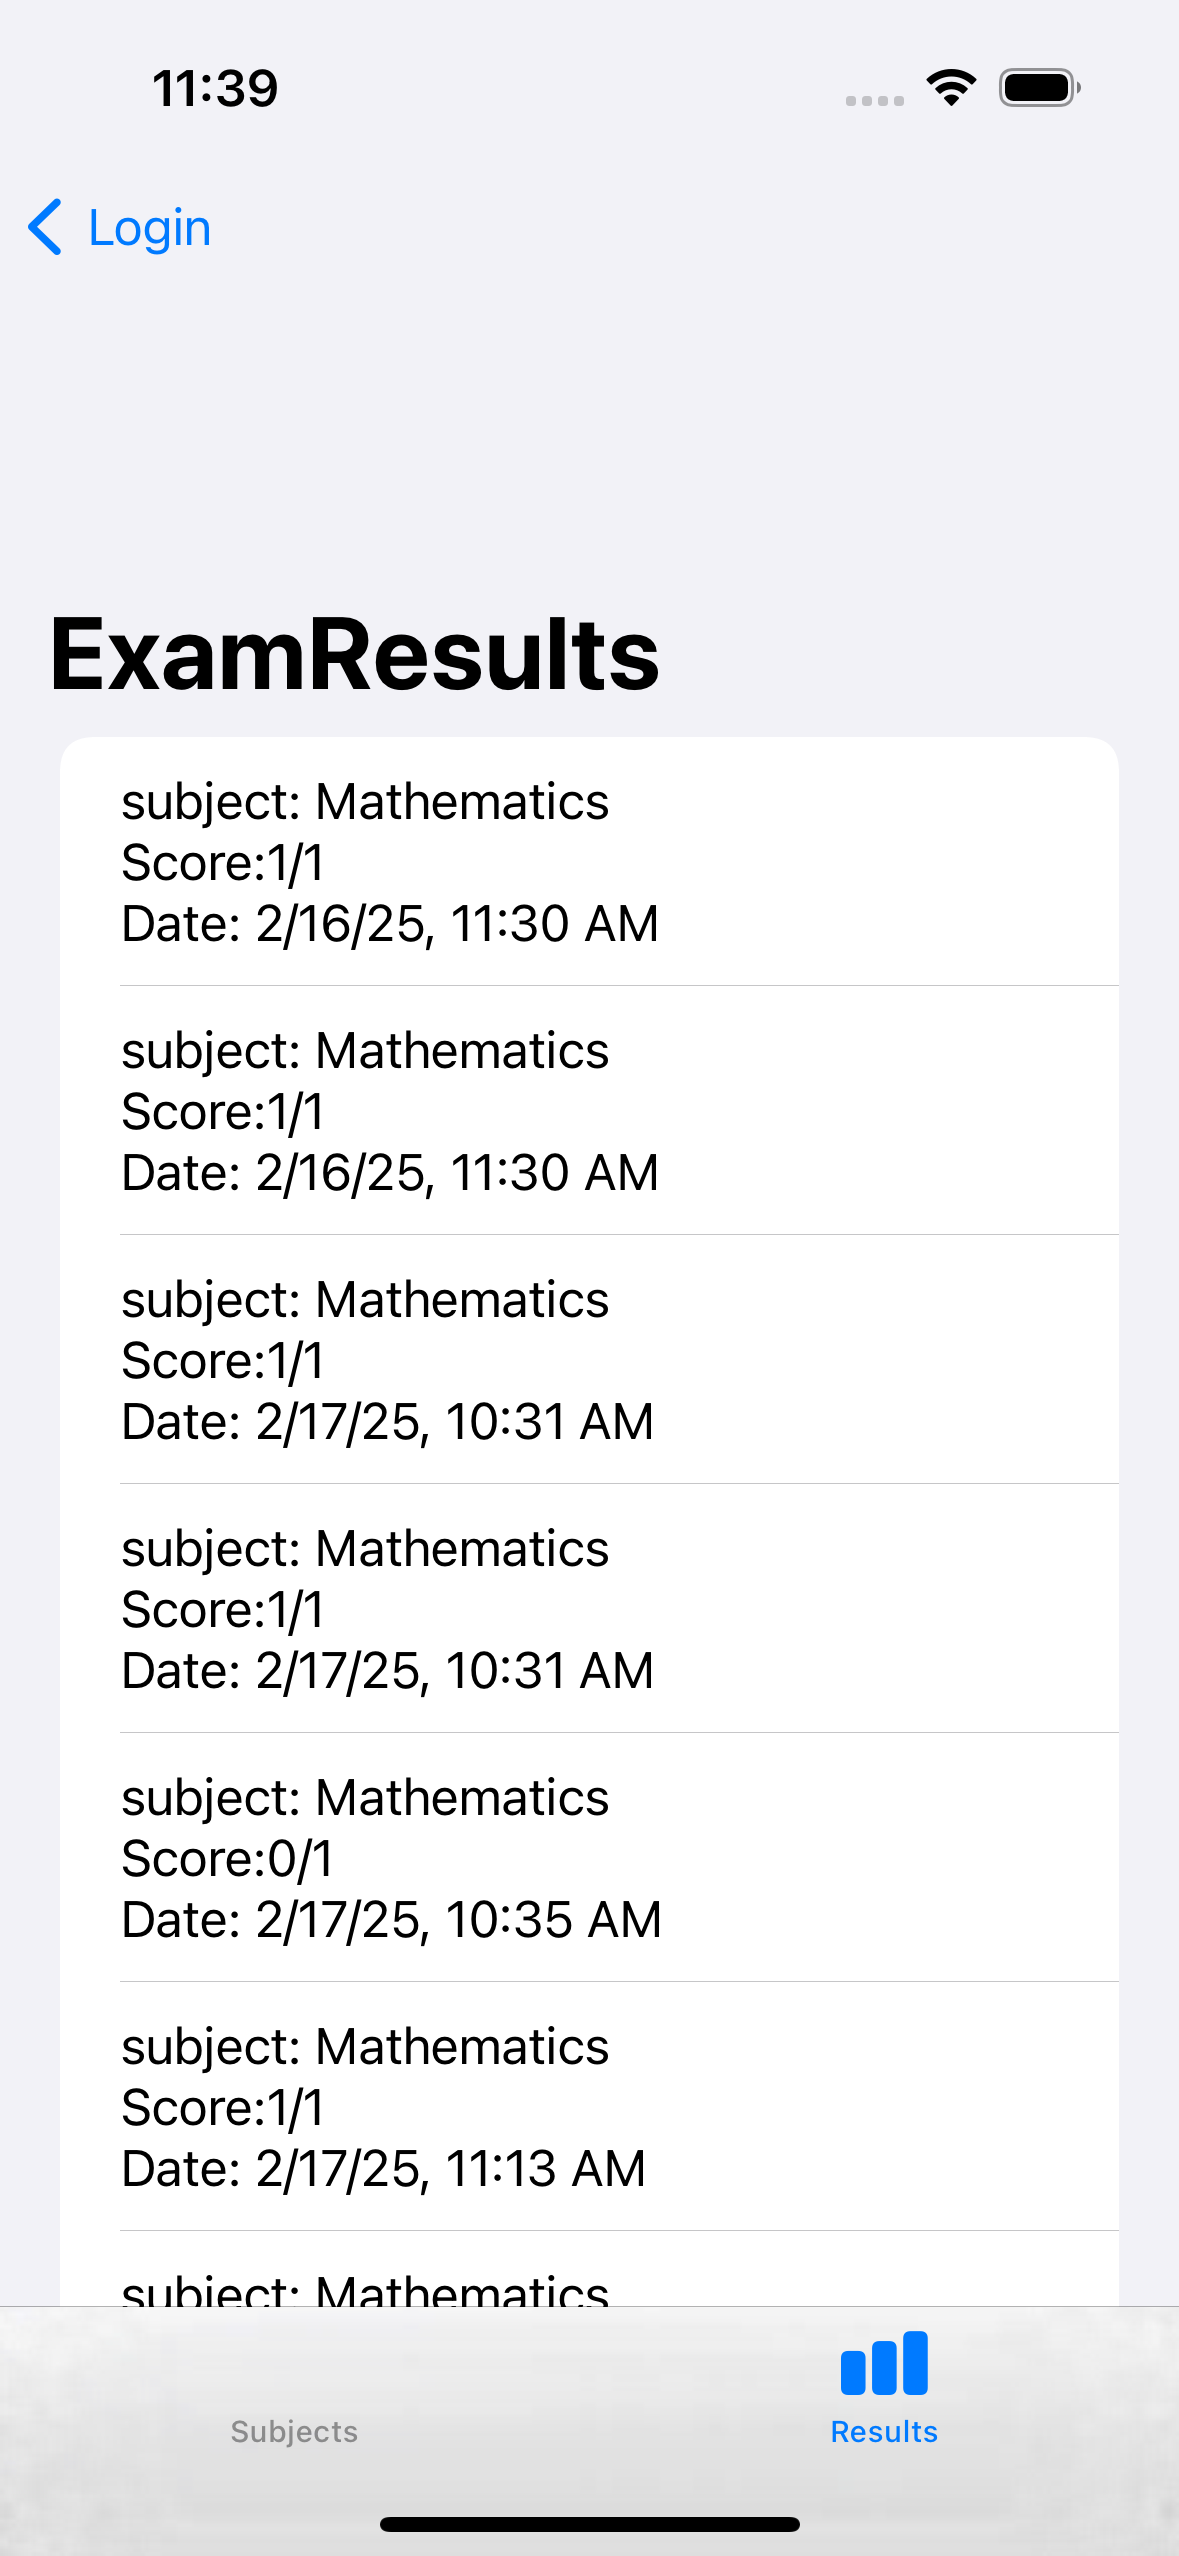 11:39
Login
ExamResults
subject: Mathematics
Score:1/1
Date: 2/16/25, 11:30 AM
subject: Mathematics
Score:1/1
Date: 2/16/25, 11:30 AM
subject: Mathematics
Score:1/1
Date: 2/17/25, 10:31 AM
subject: Mathematics
Score:1/1
Date: 2/17/25, 10:31 AM
subject: Mathematics
Score:0/1
Date: 2/17/25, 10:35 AM
subject: Mathematics
Score:1/1
Date: 2/17/25, 11:13 AM
subject: Mathematics
Subjects
Results